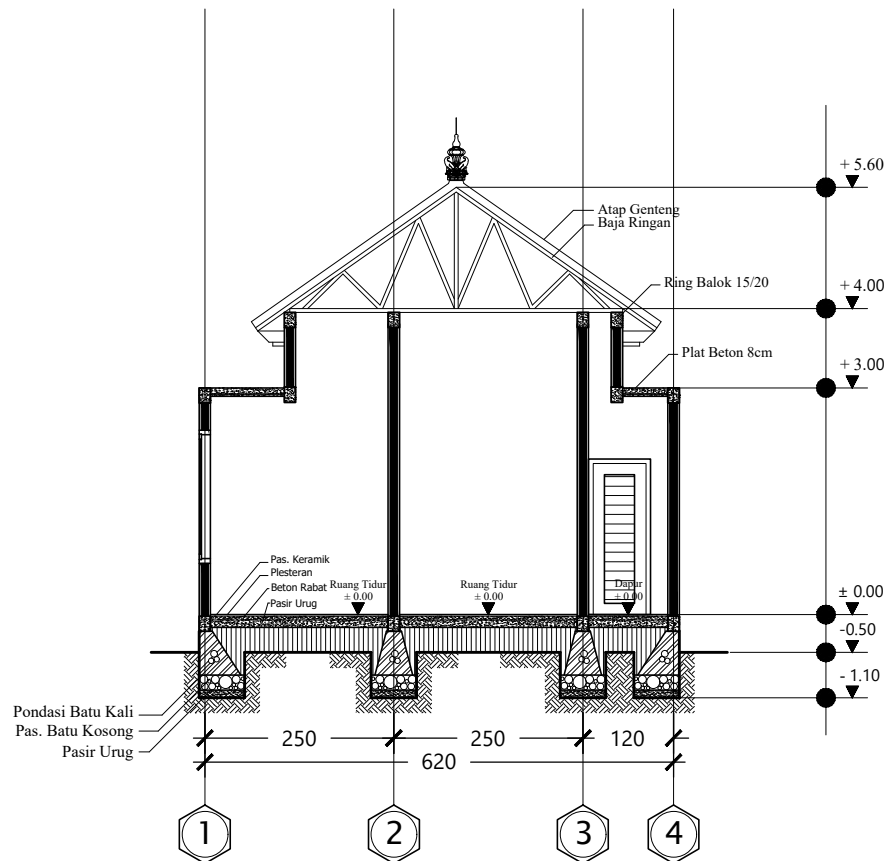 + 5.60
Atap Genteng
Baja Ringan
Ring Balok 15/20
+ 4.00
Plat Beton 8cm
+ 3.00
Pas. Keramik
Plesteran
Beton Rabat
Pasir Urug
Ruang Tidur
± 0.00
Ruang Tidur
± 0.00
Dapur
± 0.00
± 0.00
-0.50
- 1.10
Pondasi Batu Kali
Pas. Batu Kosong
Pasir Urug
250
250
120
620
1
2
3
4